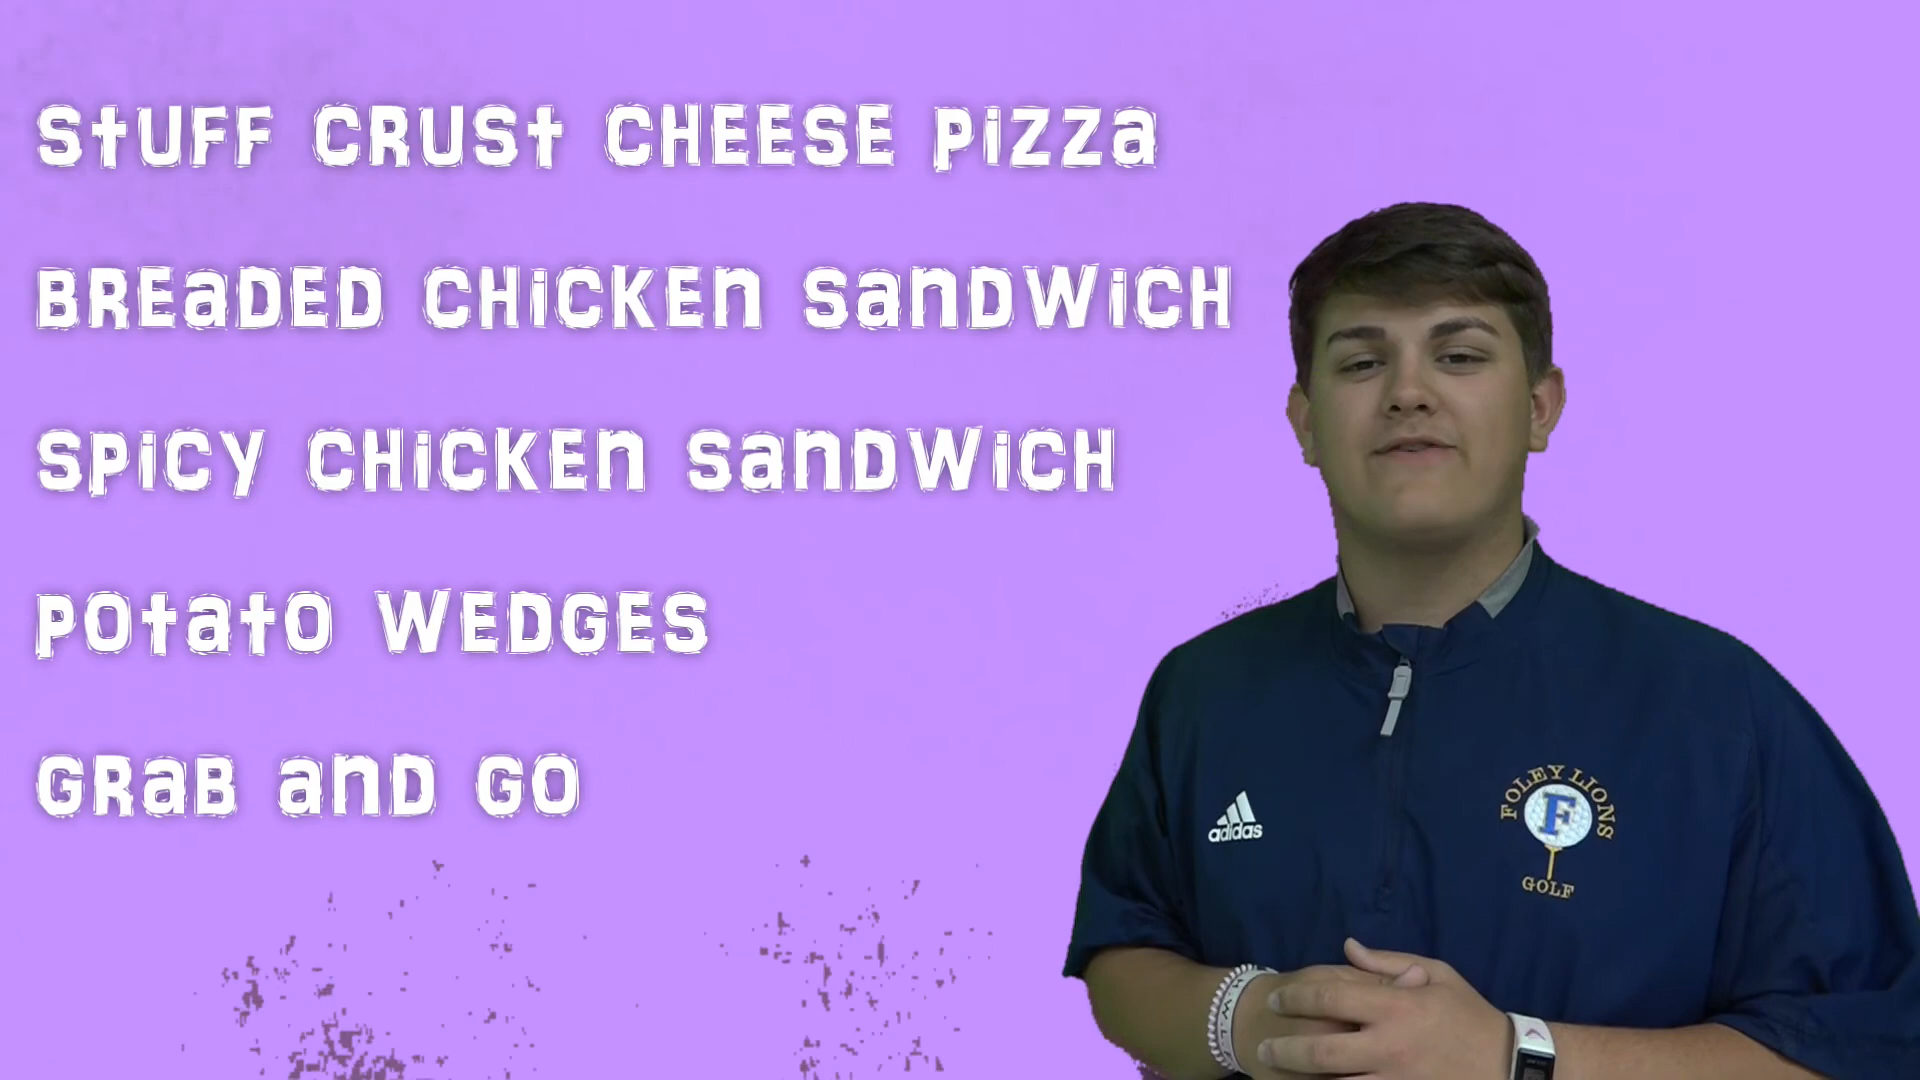 STUFF CRUST CHEESE PIZZA
BREADED CHICKEN SANDWICH
SPICY CHICKEN SANDWICH
POTATO WEDGES
GRAB AND GO
adidas
FOLEY LIONS
F
GOLF